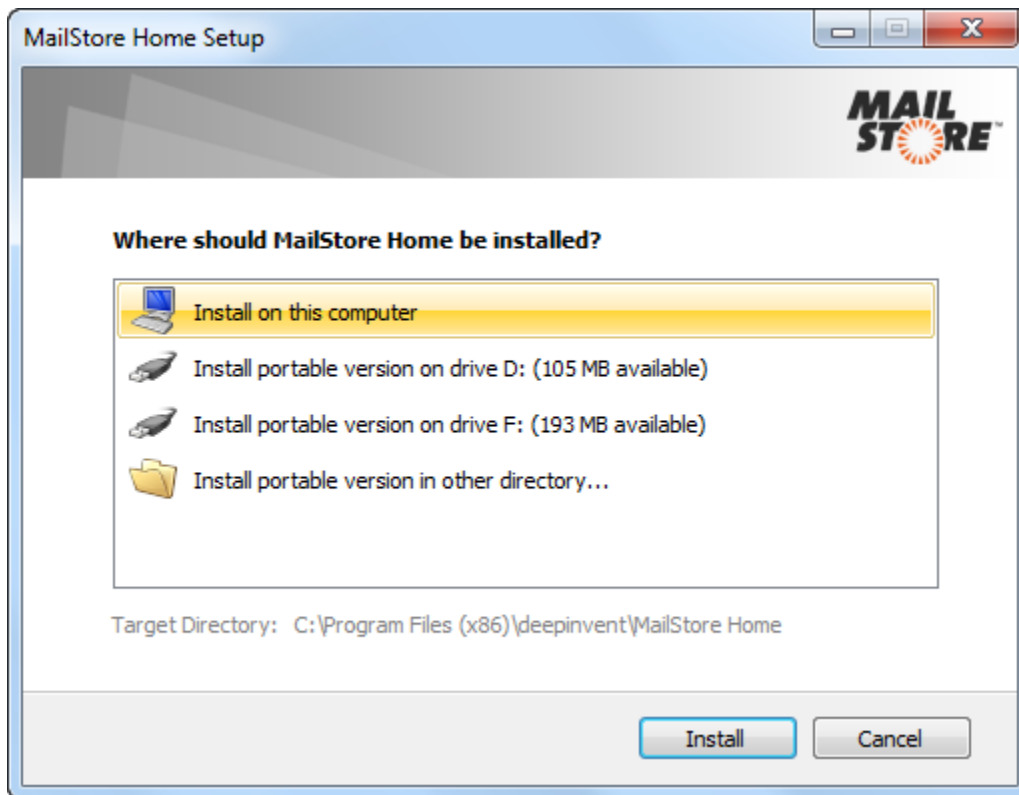 MailStore Home Setup
MAIL
STORE™
Where should MailStore Home be installed?
Install on this computer
Install portable version on drive D: (105 MB available)
Install portable version on drive F: (193 MB available)
Install portable version in other directory...
Target Directory: C:\Program Files (x86)\deepinvent\MailStore Home
Install Cancel